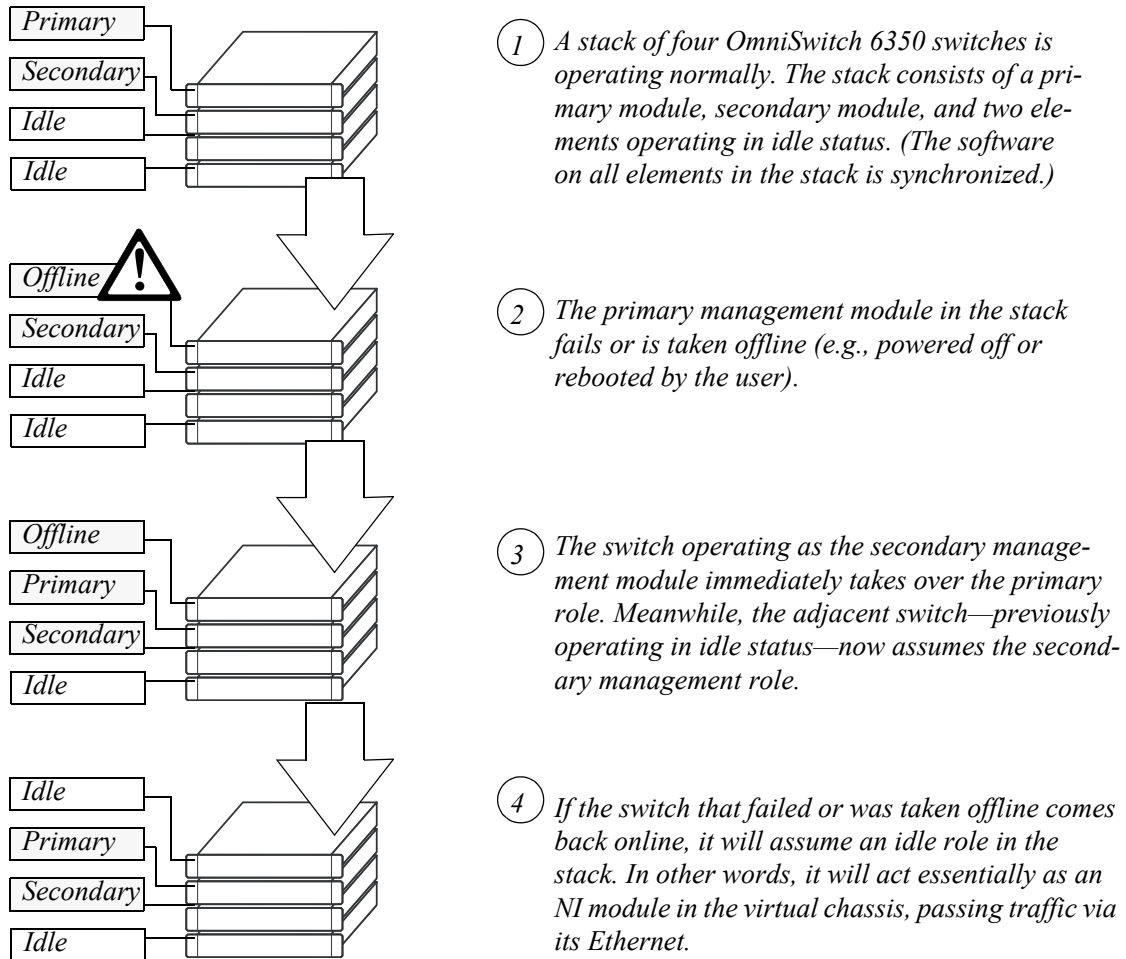 Primary
Secondary
Idle
Idle
1 A stack of four OmniSwitch 6350 switches is
operating normally. The stack consists of a pri-
mary module, secondary module, and two ele-
ments operating in idle status. (The software
on all elements in the stack is synchronized.)
Offline
Secondary
Idle
Idle
2 The primary management module in the stack
fails or is taken offline (e.g., powered off or
rebooted by the user).
Offline
Primary
Secondary
Idle
3 The switch operating as the secondary manage-
ment module immediately takes over the primary
role. Meanwhile, the adjacent switch—previously
operating in idle status—now assumes the second-
ary management role.
Idle
Primary
Secondary
Idle
4 If the switch that failed or was taken offline comes
back online, it will assume an idle role in the
stack. In other words, it will act essentially as an
NI module in the virtual chassis, passing traffic via
its Ethernet.